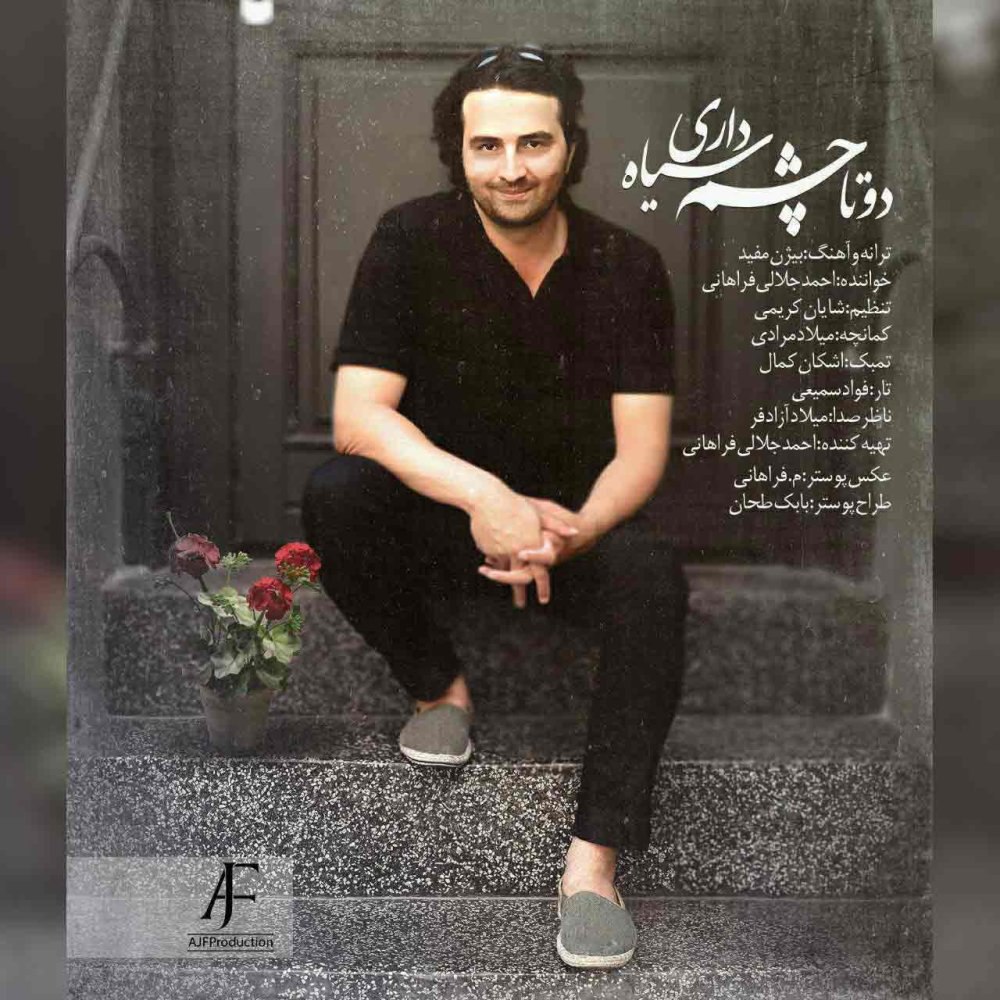 دو تا چشم سیاه داری
ترانه و آهنگ:بیژن مفید
خواننده:احمد جلالی فراهانی
تنظیم:شایان کریمی
کمانچه:میلاد مرادی
تمبک:اشکان کمال
تار:فواد سمیعی
ناظر صدا:میلاد آزادفر
تهیه کننده:احمد جلالی فراهانی
عکس پوستر:م.فراهانی
طراح پوستر:بابک طحان
AJF
AJFProduction